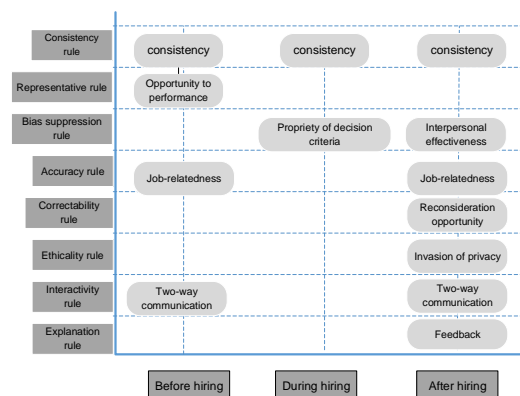 Consistency
rule
consistency
consistency
consistency
Representative rule
Opportunity to
performance
Bias suppression
rule
Propriety of decision
criteria
Interpersonal
effectiveness
Accuracy rule
Job-relatedness
Job-relatedness
Correctability
rule
Reconsideration
opportunity
Ethicality rule
Invasion of privacy
Interactivity
rule
Two-way
communication
Two-way
communication
Explanation
rule
Feedback
Before hiring
During hiring
After hiring